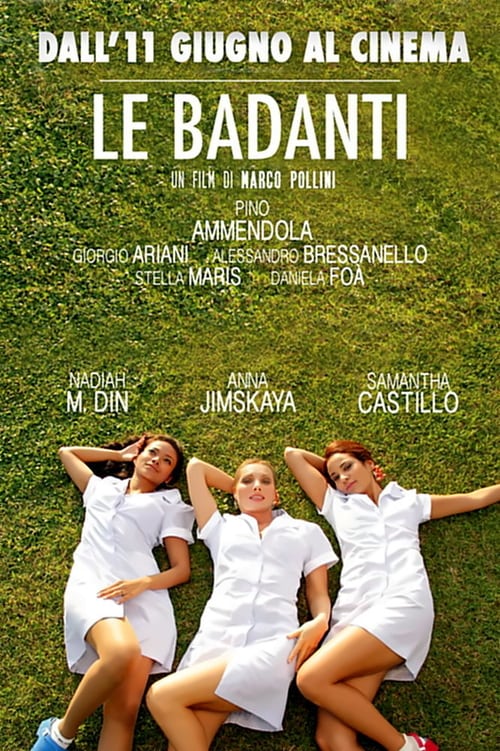 DALL'11 GIUGNO AL CINEMA
LE BADANTI
UN FILM DI MARCO POLLINI
PINO
AMMENDOLA
GIORGIO ARIANI ALESSANDRO BRESSANELLO
STELLA MARIS DANIELA FOÀ
NADIAH
M. DIN
ANNA
JIMSKAYA
SAMANTHA
CASTILLO